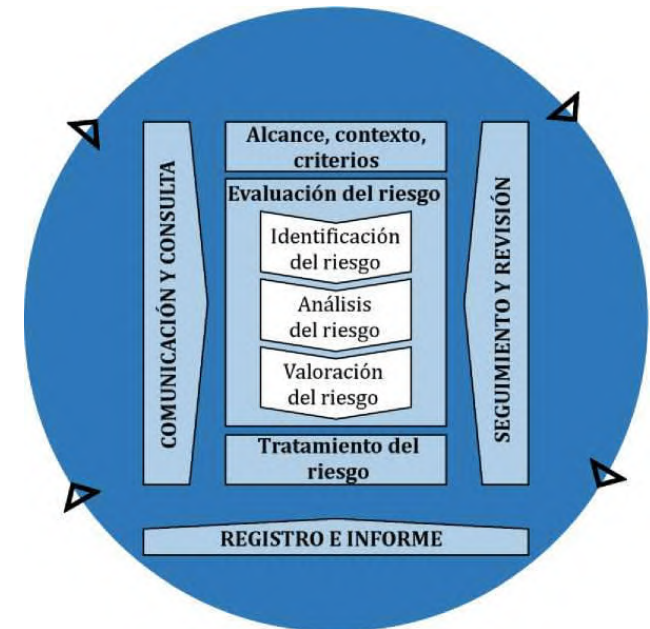 Alcance, contexto,
criterios
Evaluación del riesgo
Identificación
del riesgo
Análisis
del riesgo
Valoración
del riesgo
Tratamiento del
riesgo
COMUNICACIÓN Y CONSULTA
SEGUIMIENTO Y REVISIÓN
REGISTRO E INFORME